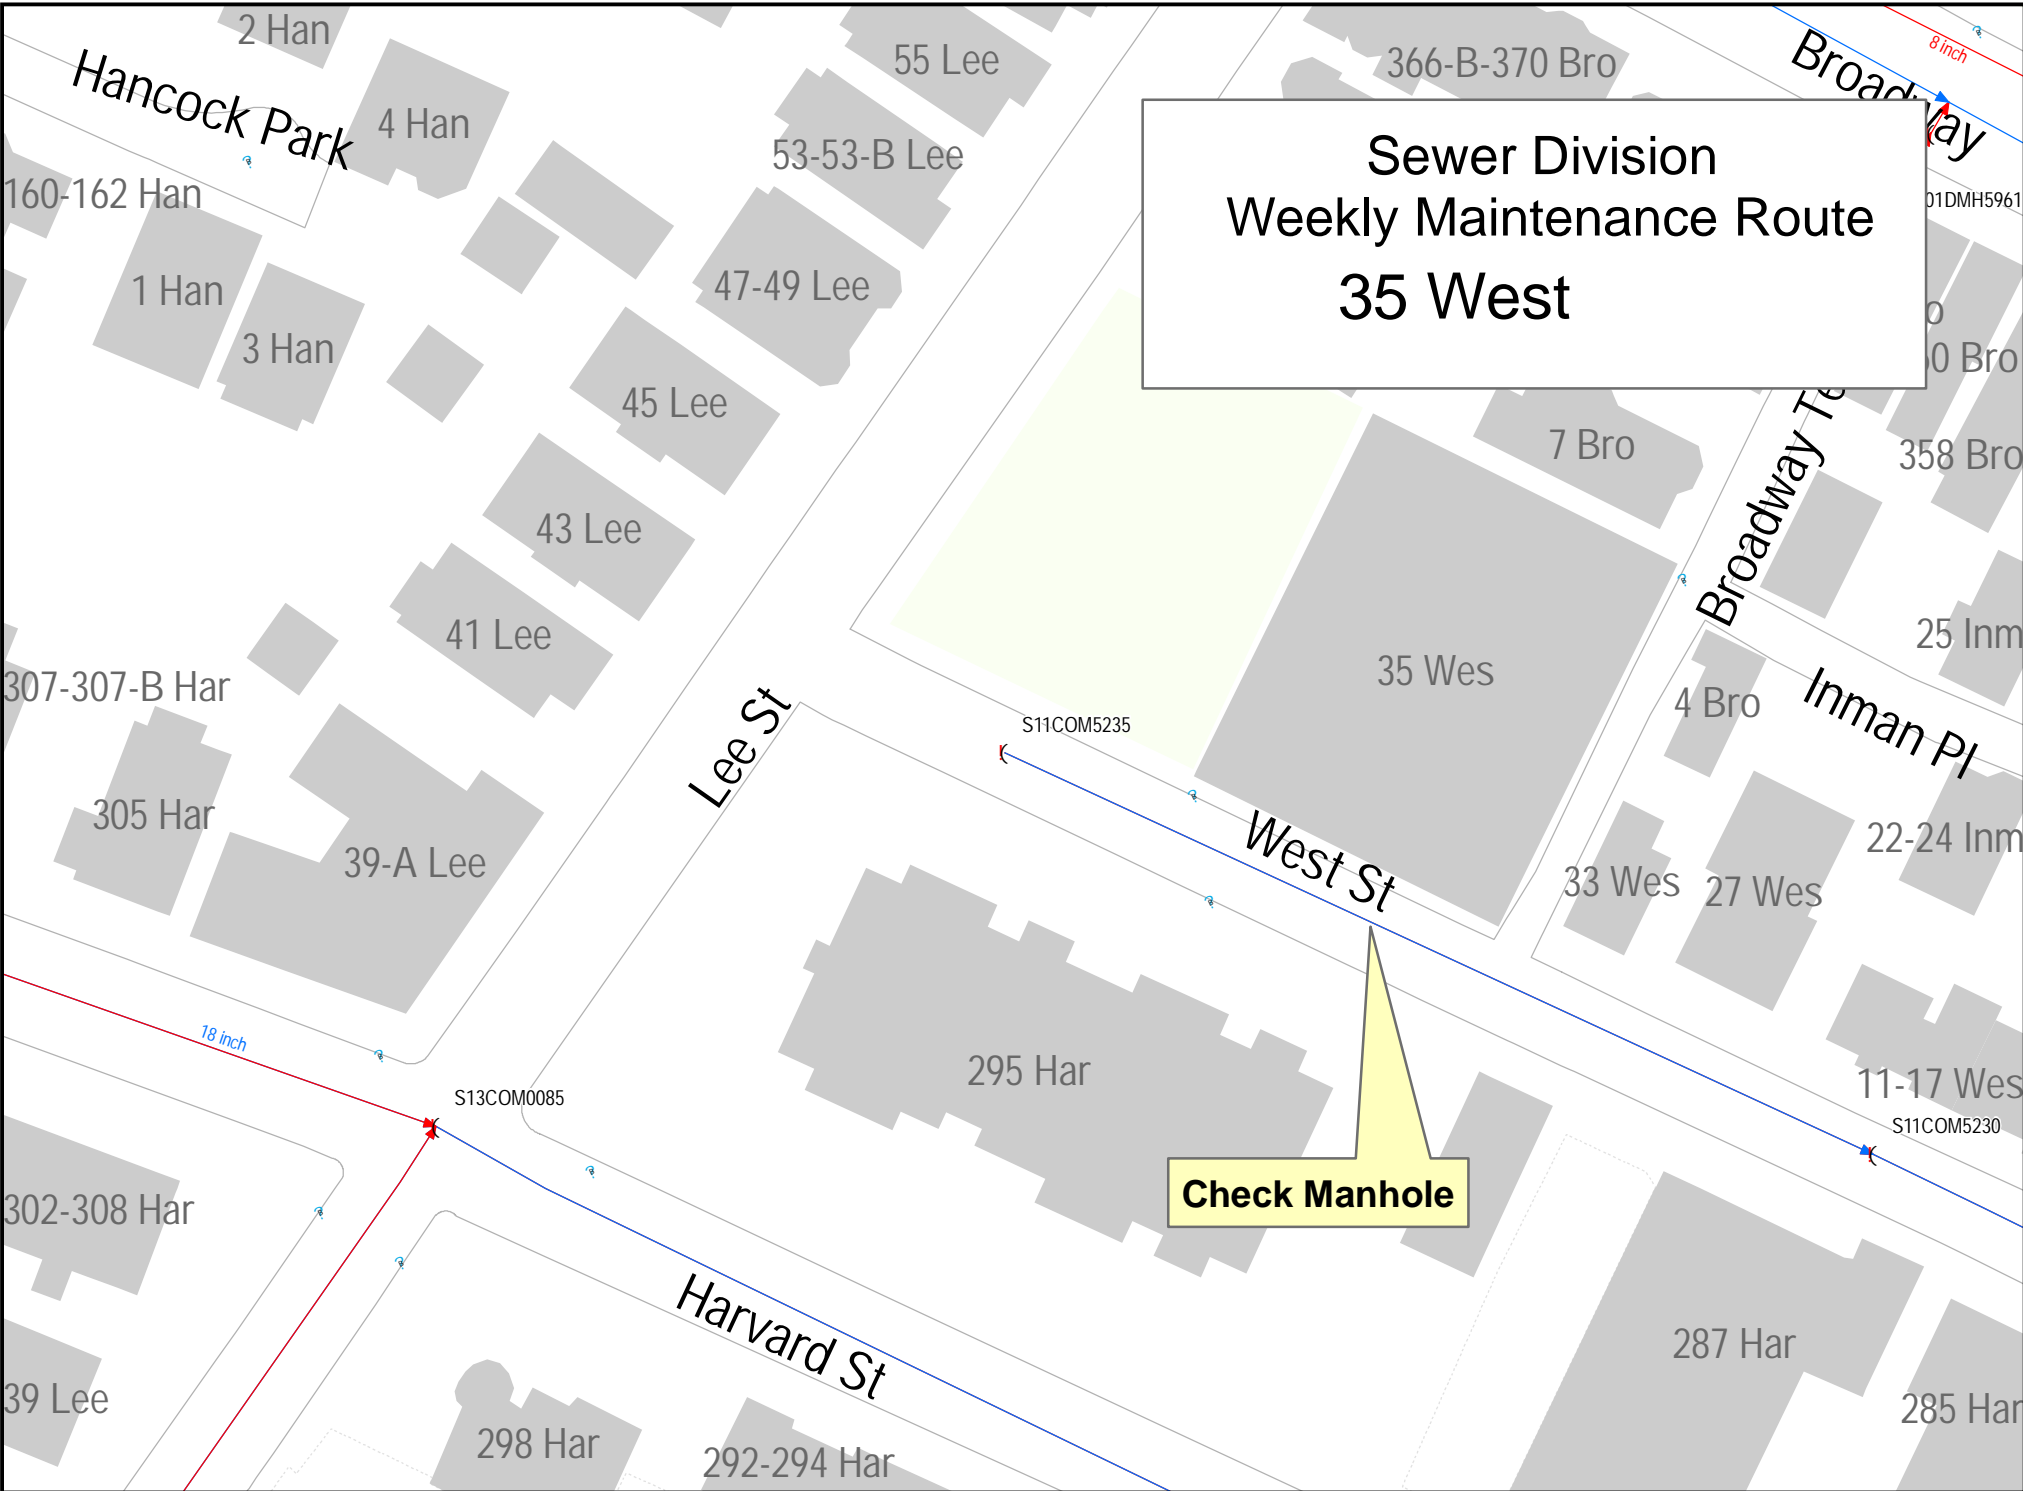 2 Han
Hancock Park
4 Han
55 Lee
366-B-370 Bro
Broadway
8 inch
53-53-B Lee
160-162 Han
Sewer Division
Weekly Maintenance Route
35 West
01DMH5961
1 Han
47-49 Lee
3 Han
o
60 Bro
45 Lee
7 Bro
Broadway Te
358 Bro
43 Lee
41 Lee
25 Inm
307-307-B Har
35 Wes
4 Bro
Inman Pl
Lee St
S11COM5235
305 Har
39-A Lee
West St
33 Wes
27 Wes
22-24 Inm
18 inch
295 Har
11-17 Wes
S13COM0085
S11COM5230
Check Manhole
302-308 Har
Harvard St
287 Har
39 Lee
285 Har
298 Har
292-294 Har